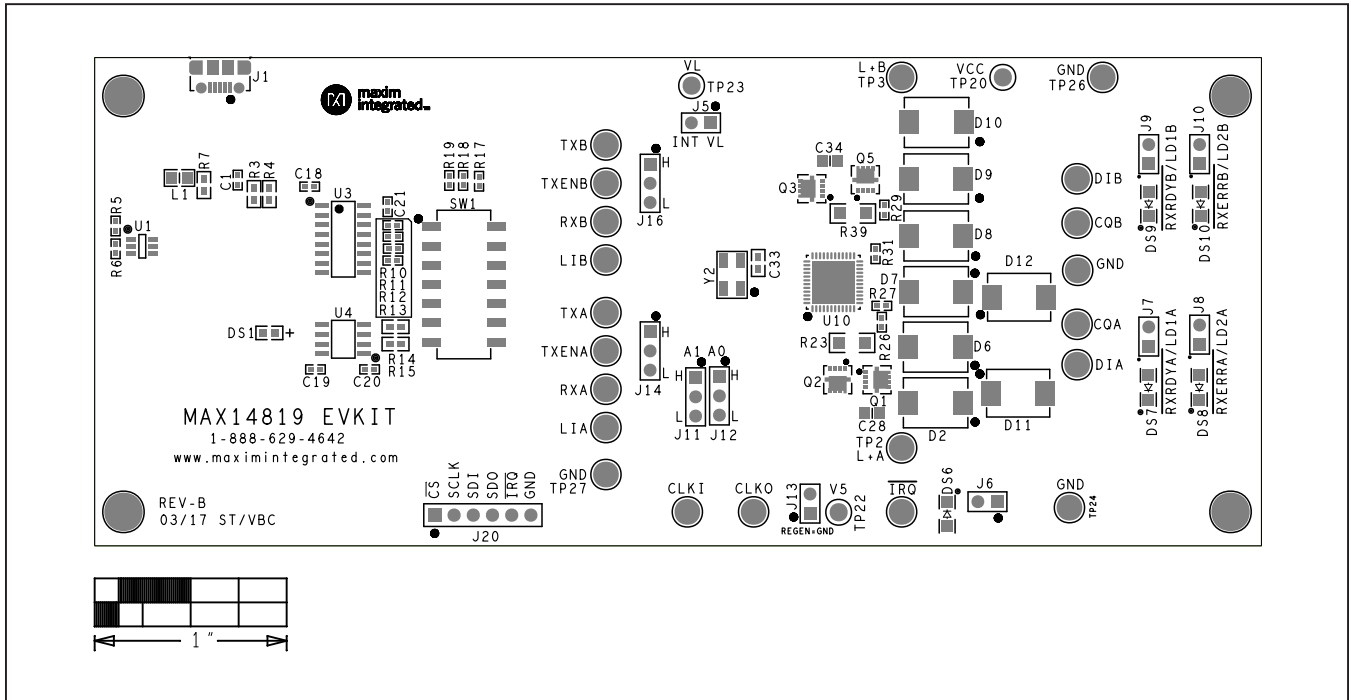 J1
maxim
integrated™
VL
TP23
J5
INT VL
L+B
TP3
VCC
TP20
GND
TP26
D10
J9
J10
RXRDYB/LD1B
RXERRB/LD2B
DS9
DS10
TXB
TXENB
RXB
LIB
H
L
J16
C34
Q5
Q3
R39
R29
D9
D8
DIB
CQB
GND
R7
L1
C1
R3
R4
C18
U3
C21
R19
R18
R17
SW1
R5
U1
R6
R10
R11
R12
R13
Y2
C33
R31
D7
R27
U10
D12
DS1 +
U4
R14
R15
C19
C20
TXA
TXENA
RXA
LIA
H
L
J14
A1
A0
H
H
L
L
J11
J12
R23
R26
D6
Q2
Q1
C28
D2
D11
TP2
L+A
CQA
DIA
J7
J8
RXRDYA/LD1A
RXERRA/LD2A
DS7
DS8
MAX14819 EVKIT
1-888-629-4642
www.maximintegrated.com
GND
TP27
REV-B
03/17 ST/VBC
CS
SCLK
SDI
SDO
IRQ
GND
J20
CLKI
CLKO
J13
REGEN=GND
V5
TP22
IRQ
DS6
J6
GND
TP24
1"